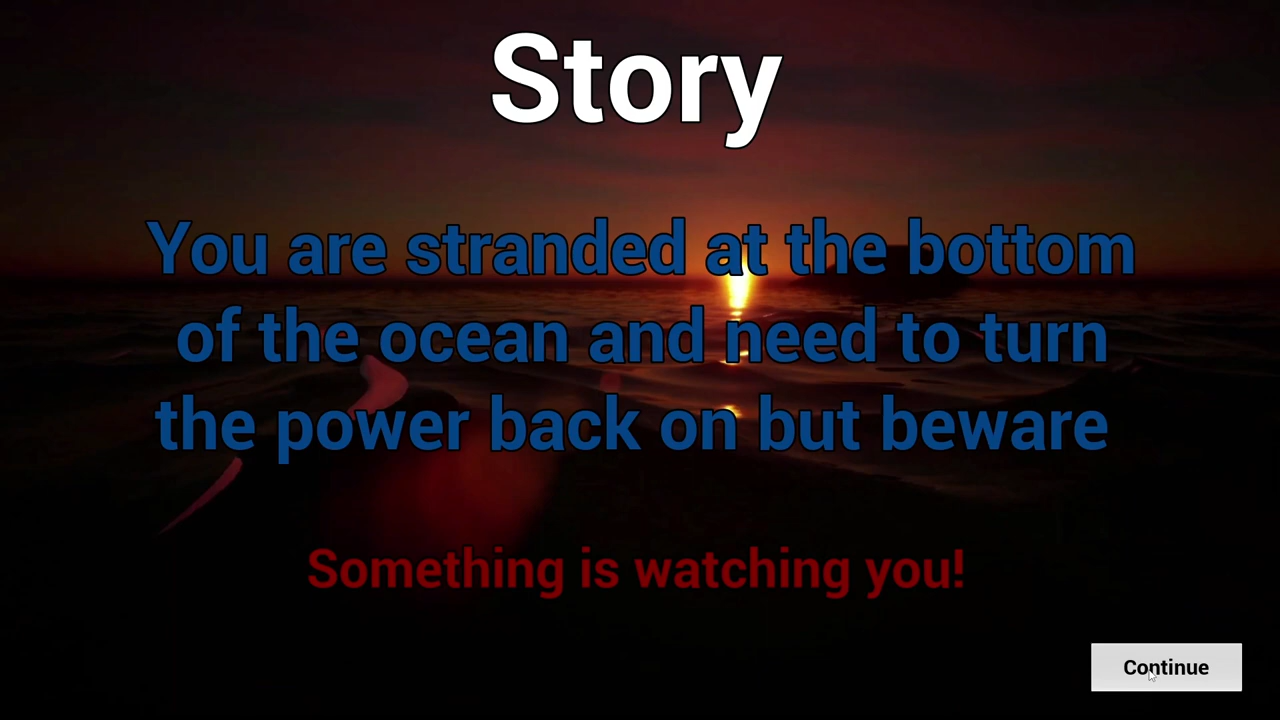 Story
You are stranded at the bottom
of the ocean and need to turn
the power back on but beware
Something is watching you!
Continue